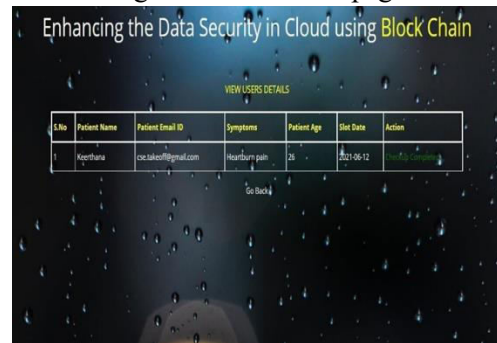 Enhancing the Data Security in Cloud using Block Chain
VIEW USERS DETAILS
S.No Patient Name Patient Email ID Symptoms Patient Age Slot Date Action
1 Keerthana cse.takeoff@gmail.com Heartburn pain 26 2021-06-12 Checkup Completed
Go Back